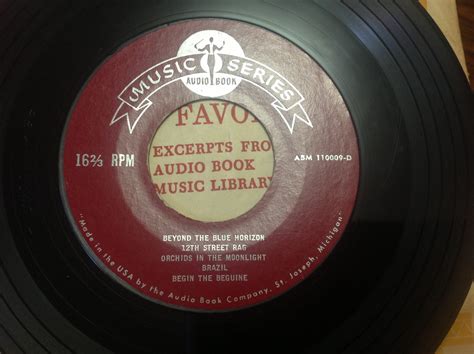 MUSIC SERIES
AUDIO BOOK
FAVO
EXCERPTS FRO
AUDIO BOOK
MUSIC LIBRARY
16⅔ RPM
ABM 110009-D
BEYOND THE BLUE HORIZON
12TH STREET RAG
ORCHIDS IN THE MOONLIGHT
BRAZIL
BEGIN THE BEGUINE
Made in the USA by the Audio Book Company, St. Joseph, Michigan